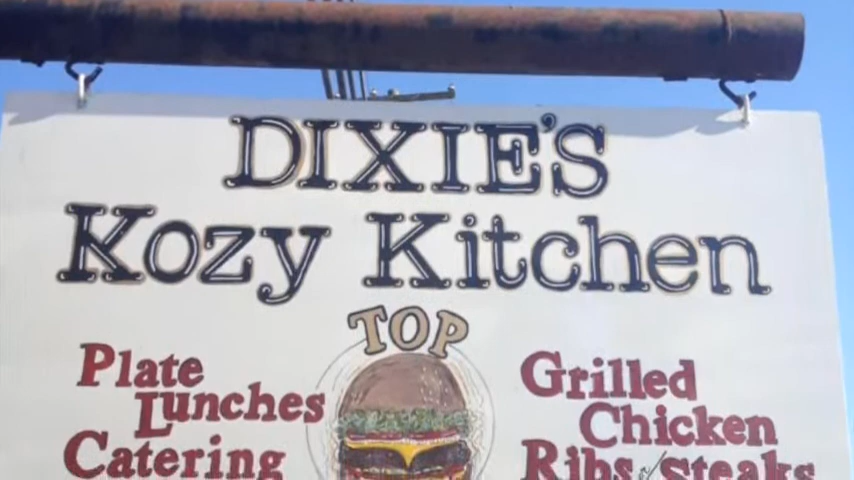 DIXIE'S
Kozy Kitchen
TOP
Plate
Lunches
Catering
Grilled
Chicken
Ribs & Steaks